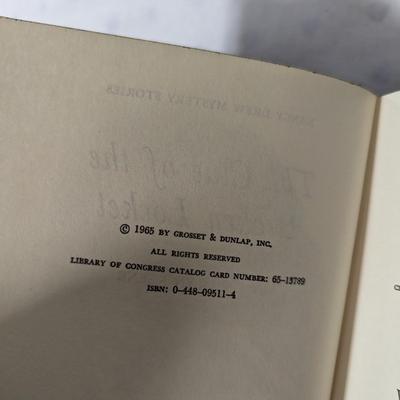 © 1965 BY GROSSET & DUNLAP, INC.
ALL RIGHTS RESERVED
LIBRARY OF CONGRESS CATALOG CARD NUMBER: 65-13789
ISBN: 0-448-09511-4